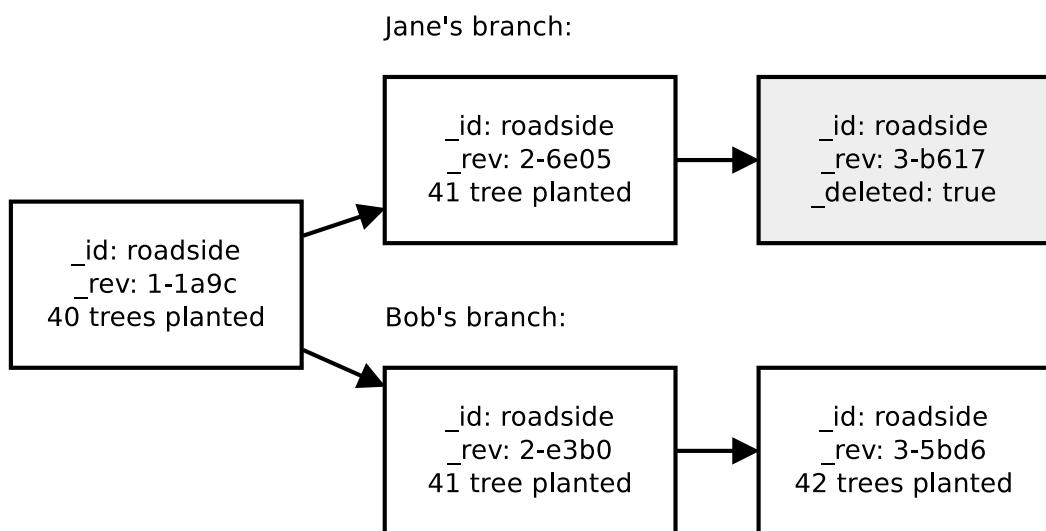 Jane's branch:
_id: roadside
_rev: 2-6e05
41 tree planted
_id: roadside
_rev: 3-b617
_deleted: true
_id: roadside
_rev: 1-1a9c
40 trees planted
Bob's branch:
_id: roadside
_rev: 2-e3b0
41 tree planted
_id: roadside
_rev: 3-5bd6
42 trees planted